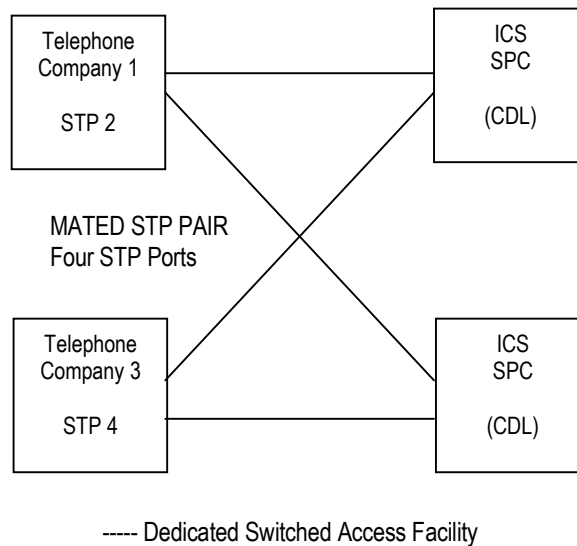 Telephone
Company 1
STP 2
ICS
SPC
(CDL)
MATED STP PAIR
Four STP Ports
Telephone
Company 3
STP 4
ICS
SPC
(CDL)
----- Dedicated Switched Access Facility